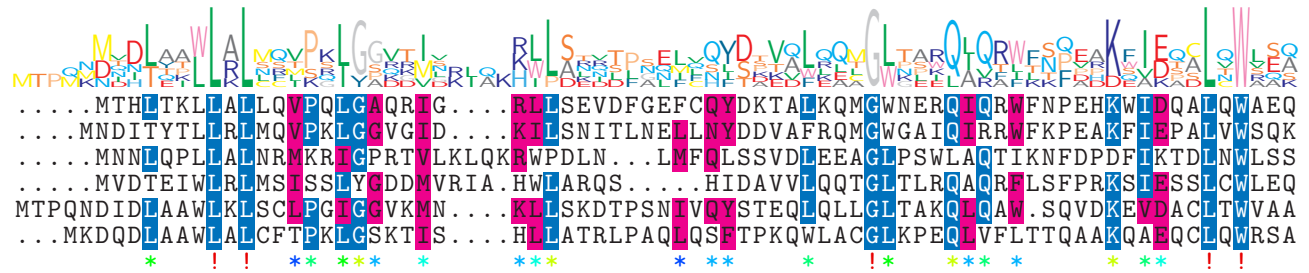 .....MTHLTKLLALLQVPQLGAQRIG....RLLSEVDFGEFCQYDKTALKQMGWNERQIQRWFNPEHKWIDQALQWAEQ
....MNDITYTLLRLMQVPKLGGVGID....KILSNITLNELLNYDDVAFRQMGWGAIQIRRWFKPEAKFIEPALVWSQK
.....MNNLQPLLALNRMKRIGPRTVLKLQKRWPDLN...LMFQLSSVDLEEAGLPSWLAQTIKNFDPDFIKTDLNWLSS
.....MVDTEIWLRLMSISSLYGDDMVRIA.HWLARQS.....HIDAVVLQQTGLTLRQAQRFLSFPRKSIESSLCWLEQ
MTPQNDIDLAAWLKLSCLPGIGGVKMN....KLLSKDTPSNIVQYSTEQLQLLGLTAKQLQAW.SQVDKEVDACLTWVAA
...MKDQDLAAWLALCFTPKLGSKTIS....HLLATRLPAQLQSFTPKQWLACGLKPEQLVFLTTQAAKQAEQCLQWRSA
* ! ! * * * * * * * * * * * * * ! * * * * * * * ! !